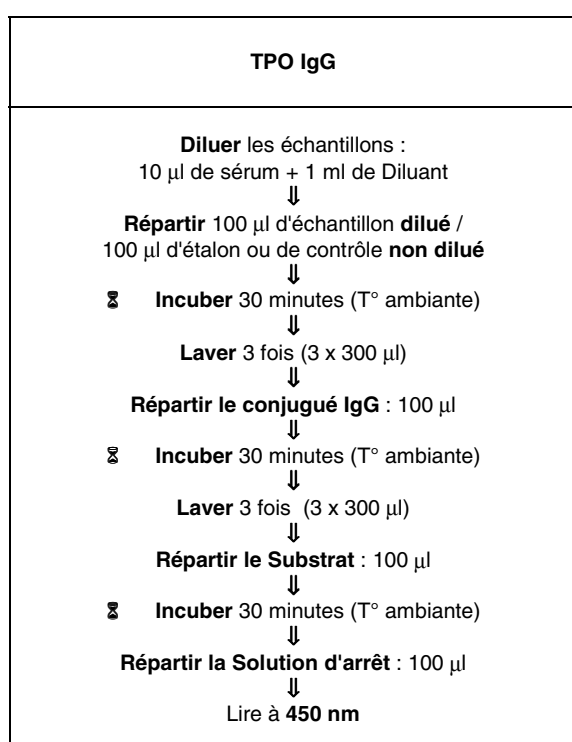 TPO IgG
Diluer les échantillons :
10 µl de sérum + 1 ml de Diluant
⇓
Répartir 100 µl d'échantillon dilué /
100 µl d'étalon ou de contrôle non dilué
⇓
Incuber 30 minutes (T° ambiante)
⇓
Laver 3 fois (3 x 300 µl)
⇓
Répartir le conjugué IgG : 100 µl
⇓
Incuber 30 minutes (T° ambiante)
⇓
Laver 3 fois (3 x 300 µl)
⇓
Répartir le Substrat : 100 µl
⇓
Incuber 30 minutes (T° ambiante)
⇓
Répartir la Solution d'arrêt : 100 µl
⇓
Lire à 450 nm